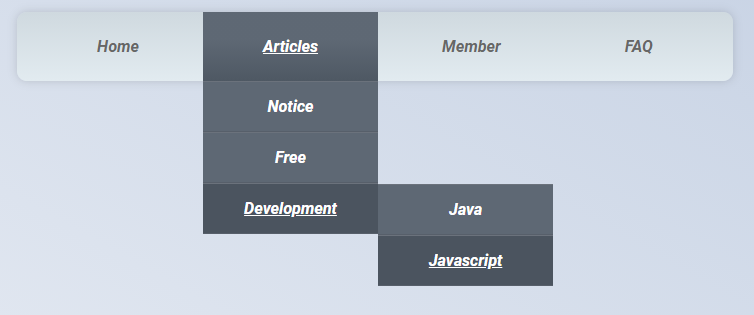 Home Articles Member FAQ
Notice
Free
Development Java
Javascript